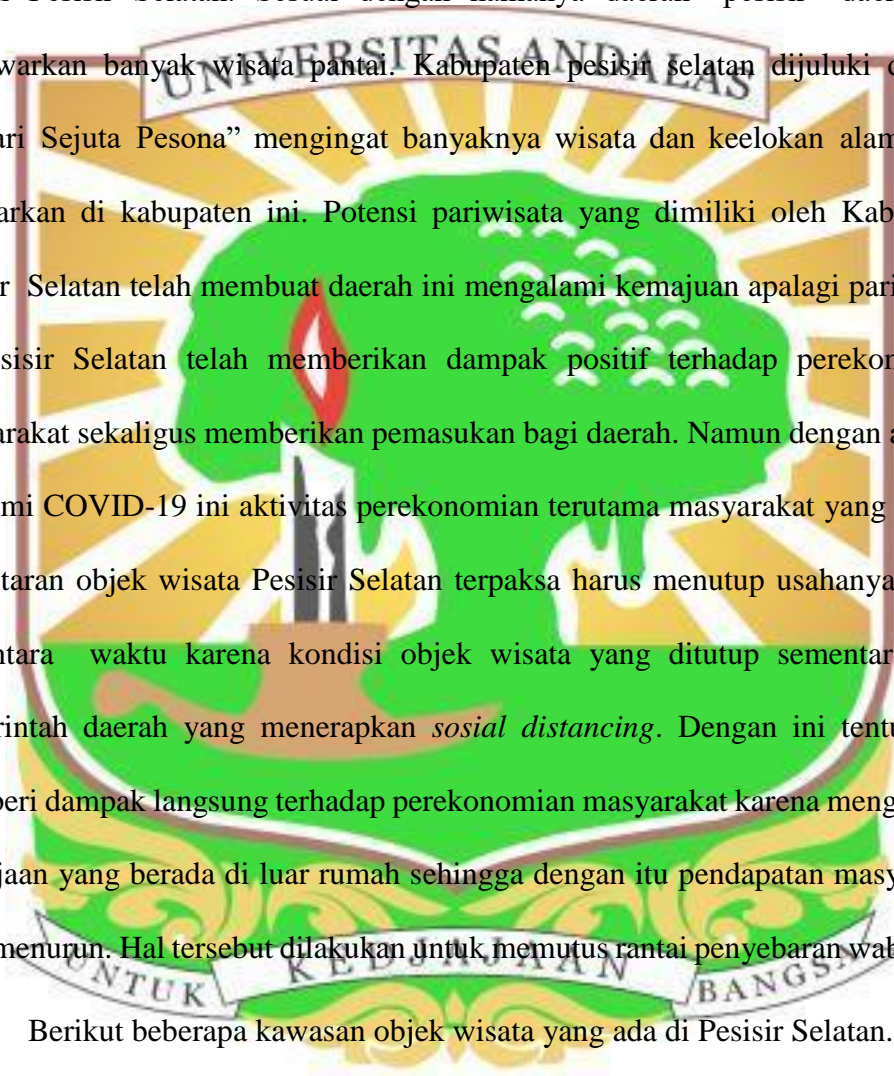 Pesisir Selatan. Sesuai dengan namanya daerah "pesisir"
UNIVERSITAS ANDALAS
warkan banyak wisata pantai. Kabupaten pesisir selatan dijuluki
ri Sejuta Pesona" mengingat banyaknya wisata dan keelokan alam
arkan di kabupaten ini. Potensi pariwisata yang dimiliki oleh Kab
r Selatan telah membuat daerah ini mengalami kemajuan apalagi pari
sisir Selatan telah memberikan dampak positif terhadap perekon
arakat sekaligus memberikan pemasukan bagi daerah. Namun dengan a
mi COVID-19 ini aktivitas perekonomian terutama masyarakat yang
taran objek wisata Pesisir Selatan terpaksa harus menutup usahanya
ntara waktu karena kondisi objek wisata yang ditutup sementar
rintah daerah yang menerapkan sosial distancing. Dengan ini tentu
beri dampak langsung terhadap perekonomian masyarakat karena meng
jaan yang berada di luar rumah sehingga dengan itu pendapatan masy
menurun. Hal tersebut dilakukan untuk memutus rantai penyebaran wab
UNTUK KEDJAJAAN BANGSA
Berikut beberapa kawasan objek wisata yang ada di Pesisir Selatan.